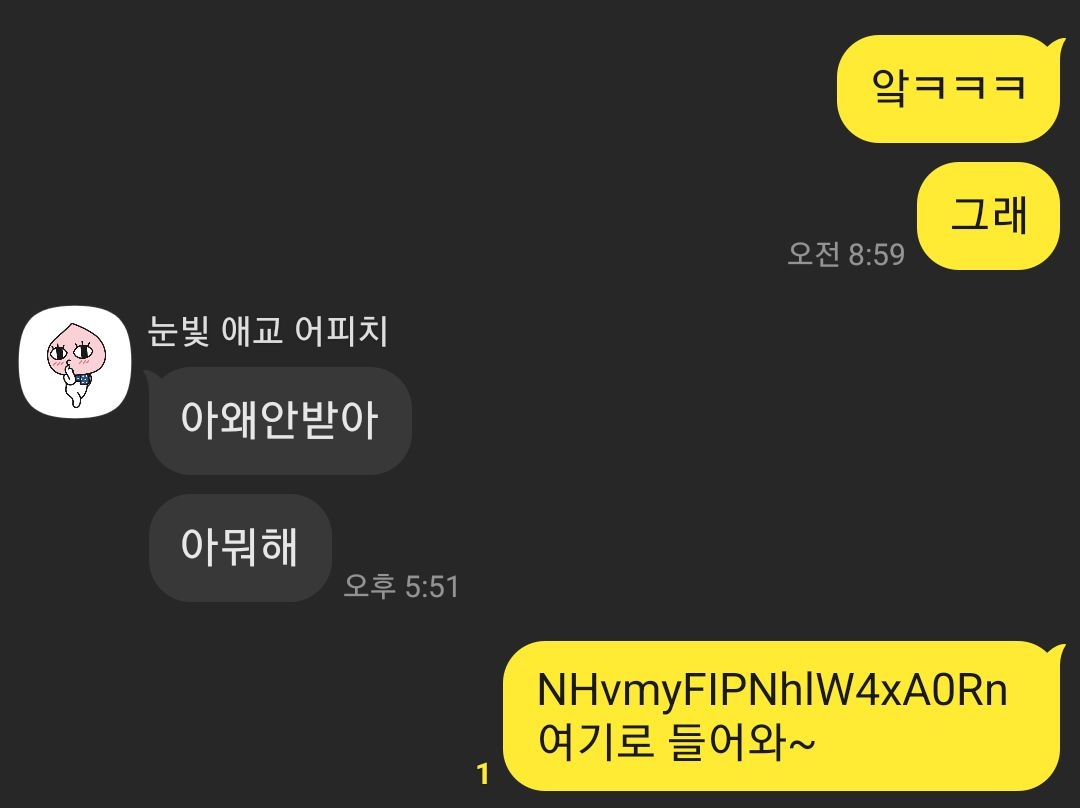 앜ㅋㅋㅋ
그래
오전 8:59
눈빛 애교 어피치
아왜안받아
아뭐해
오후 5:51
NHvmyFIPNhlW4xA0Rn
여기로 들어와~
1